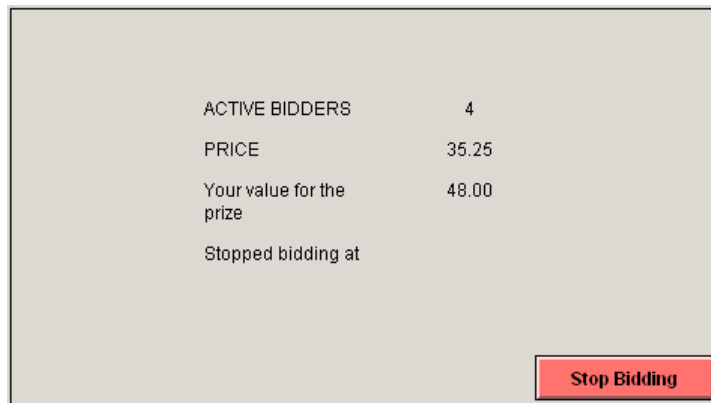 ACTIVE BIDDERS 4
PRICE 35.25
Your value for the 48.00
prize
Stopped bidding at
Stop Bidding